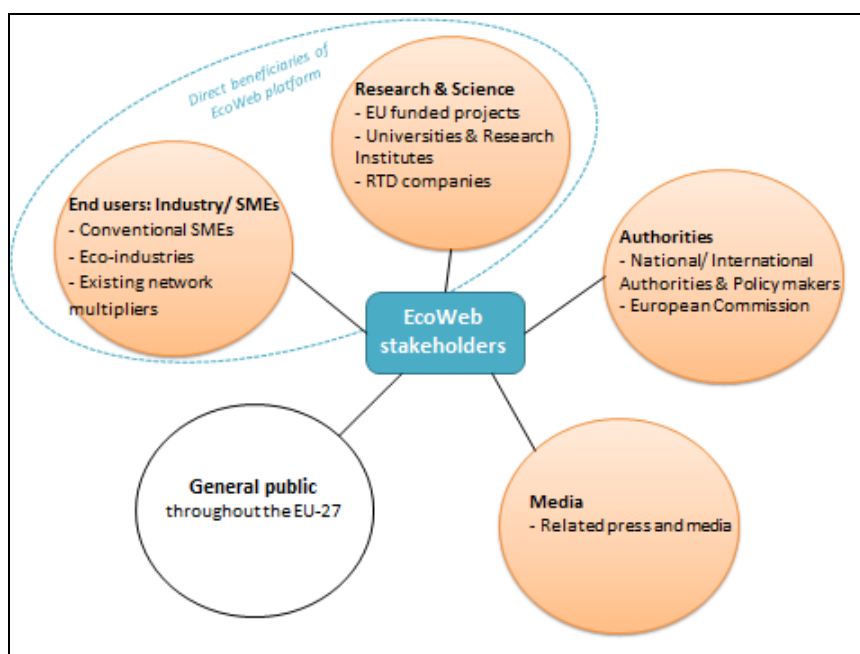 Direct beneficiaries of
EcoWeb platform
Research & Science
- EU funded projects
- Universities & Research
Institutes
- RTD companies
End users: Industry/ SMEs
- Conventional SMEs
- Eco-industries
- Existing network
multipliers
Authorities
- National/ International
Authorities & Policy makers
- European Commission
EcoWeb
stakeholders
General public
throughout the EU-27
Media
- Related press and media